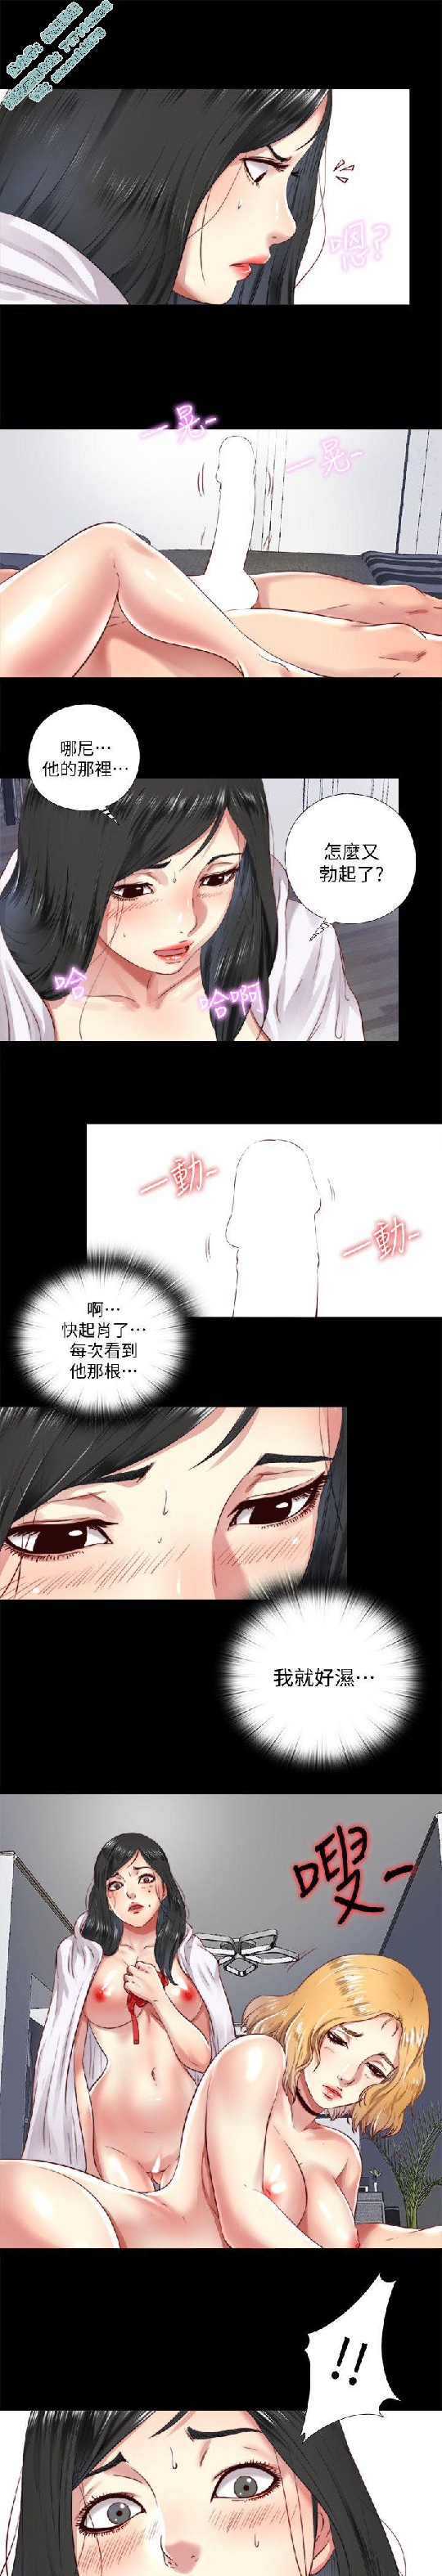 嗯?
一晃-
一晃-
哪尼⋯
他的那裡⋯
怎麼又
勃起了?
哈
哈啊
一動-
一動-
啊⋯
快起肖了⋯
每次看到
他那根⋯
我就好濕⋯
嗖-
!!